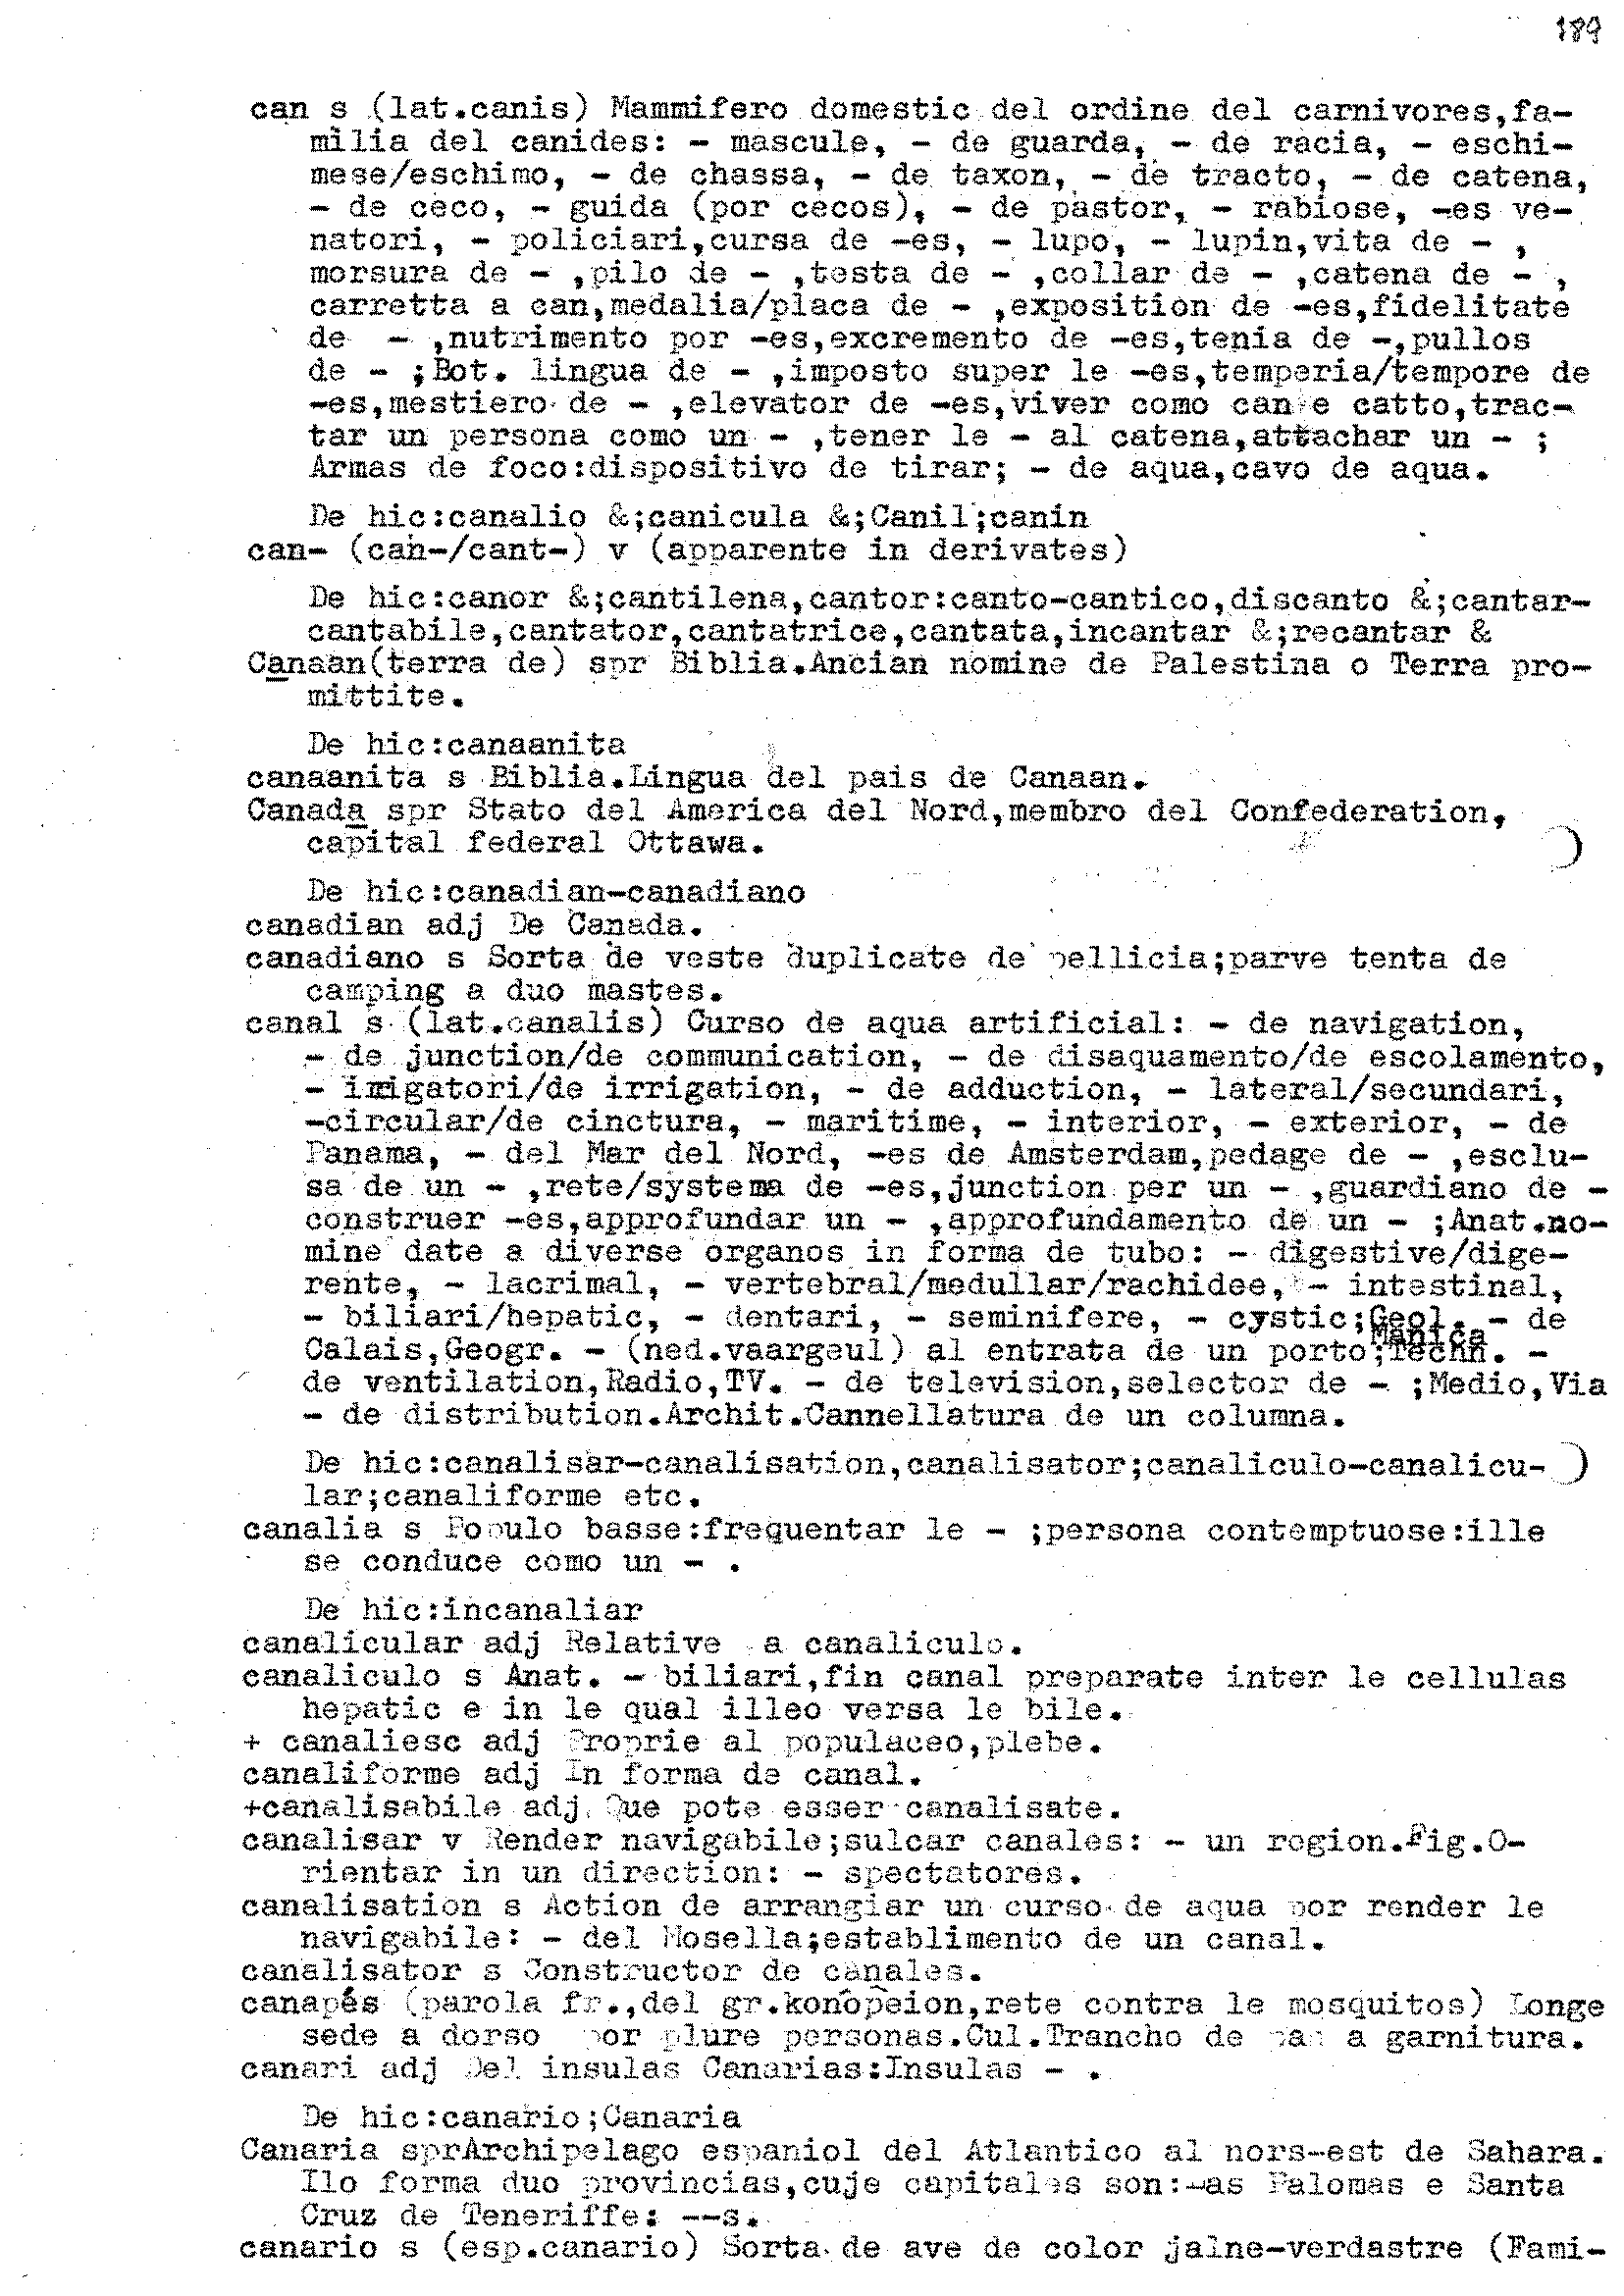 189
can s (lat.canis) Mammifero domestic del ordine del carnivores,fa-
milia del canides: - mascule, - de guarda, - de racia, - eschi-
mese/eschimo, - de chassa, - de taxon, - de tracto, - de catena,
- de ceco, - guida (por cecos), - de pastor, - rabiose, -es ve-
natori, - policiari,cursa de -es, - lupo, - lupin,vita de - ,
morsura de - ,pilo de - ,testa de - ,collar de - ,catena de - ,
carretta a can,medalia/placa de - ,exposition de -es,fidelitate
de - ,nutrimento por -es,excremento de -es,tenia de -,pullos
de - ;Bot. lingua de - ,imposto super le -es,temperia/tempore de
-es,mestiero de - ,elevator de -es,viver como can e catto,trac-
tar un persona como un - ,tener le - al catena,attachar un - ;
Armas de foco:dispositivo de tirar; - de aqua,cavo de aqua.
De hic:canalio &;canicula &;Canil;canin
can- (can-/cant-) v (apparente in derivates)
De hic:canor &;cantilena,cantor:canto-cantico,discanto &;cantar-
cantabile,cantator,cantatrice,cantata,incantar &;recantar &
Canaan(terra de) spr Biblia.Ancian nomine de Palestina o Terra pro-
mittite.
De hic:canaanita
canaanita s Biblia.Lingua del pais de Canaan.
Canada spr Stato del America del Nord,membro del Confederation,
capital federal Ottawa.
De hic:canadian-canadiano
canadian adj De Canada.
canadiano s Sorta de veste duplicate de pellicia;parve tenta de
camping a duo mastes.
canal s (lat.canalis) Curso de aqua artificial: - de navigation,
- de junction/de communication, - de disaquamento/de escolamento,
- irrigatori/de irrigation, - de adduction, - lateral/secundari,
-circular/de cinctura, - maritime, - interior, - exterior, - de
Panama, - del Mar del Nord, -es de Amsterdam,pedage de - ,esclu-
sa de un - ,rete/systema de -es,junction per un - ,guardiano de -
construer -es,approfundar un - ,approfundamento de un - ;Anat.no-
mine date a diverse organos in forma de tubo: - digestive/dige-
rente, - lacrimal, - vertebral/medullar/rachidee, - intestinal,
- biliari/hepatic, - dentari, - seminifere, - cystic;Geol. - de
Manica
Calais,Geogr. - (ned.vaargeul) al entrata de un porto;Techn. -
de ventilation,Radio,TV. - de television,selector de - ;Medio,Via
- de distribution.Archit.Cannellatura de un columna.
De hic:canalisar-canalisation,canalisator;canaliculo-canalicu-
lar;canaliforme etc.
canalia s Populo basse:frequentar le - ;persona contemptuose:ille
se conduce como un - .
De hic:incanaliar
canalicular adj Relative a canaliculo.
canaliculo s Anat. - biliari,fin canal preparate inter le cellulas
hepatic e in le qual illeo versa le bile.
+ canaliesc adj Proprie al populaceo,plebe.
canaliforme adj In forma de canal.
+canalisabile adj Que pote esser canalisate.
canalisar v Render navigabile;sulcar canales: - un region.Fig.O-
rientar in un direction: - spectatores.
canalisation s Action de arrangiar un curso de aqua por render le
navigabile: - del Mosella;establimento de un canal.
canalisator s Constructor de canales.
canapés (parola fr.,del gr.konōpeion,rete contra le mosquitos) Longe
sede a dorso por plure personas.Cul.Trancho de pan a garnitura.
canari adj Del insulas Canarias:Insulas - .
De hic:canario;Canaria
Canaria sprArchipelago espaniol del Atlantico al nors-est de Sahara.
Ilo forma duo provincias,cuje capitales son:Las Palomas e Santa
Cruz de Teneriffe: --s.
canario s (esp.canario) Sorta de ave de color jalne-verdastre (Fami-